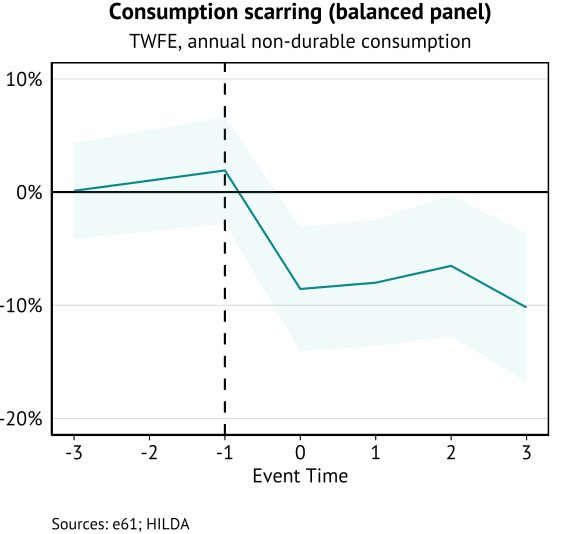 Consumption scarring (balanced panel)
TWFE, annual non-durable consumption
10%
0%
-10%
-20%
-3 -2 -1 0 1 2 3
Event Time
Sources: e61; HILDA